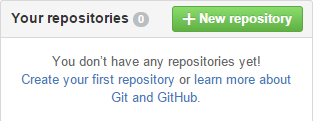 Your repositories 0 + New repository
You don't have any repositories yet!
Create your first repository or learn more about
Git and GitHub.